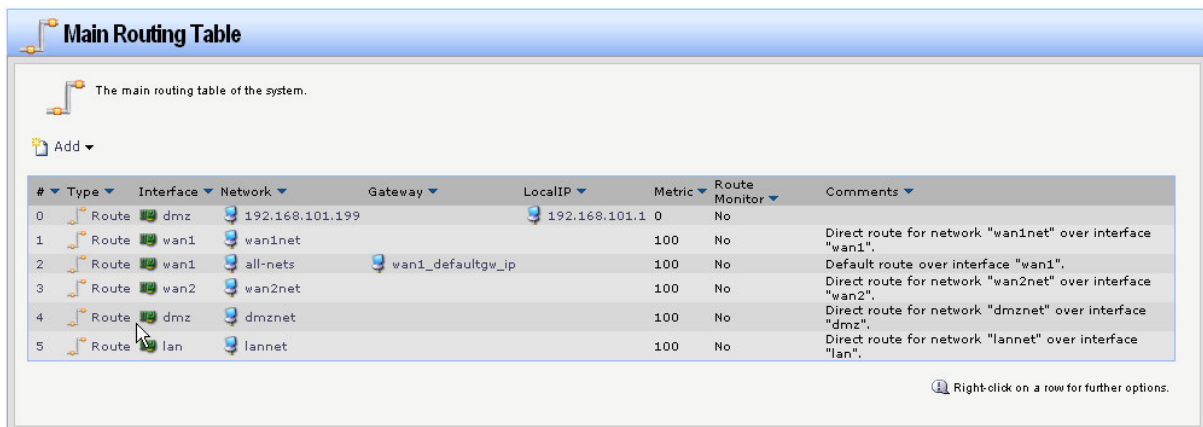 Main Routing Table
The main routing table of the system.
Add
# Type Interface Network Gateway LocalIP Metric Route Monitor Comments
0 Route dmz 192.168.101.199 192.168.101.1 0 No
1 Route wan1 wan1net 100 No Direct route for network "wan1net" over interface "wan1".
2 Route wan1 all-nets wan1_defaultgw_ip 100 No Default route over interface "wan1".
3 Route wan2 wan2net 100 No Direct route for network "wan2net" over interface "wan2".
4 Route dmz dmznet 100 No Direct route for network "dmznet" over interface "dmz".
5 Route lan lannet 100 No Direct route for network "lannet" over interface "lan".
Right-click on a row for further options.